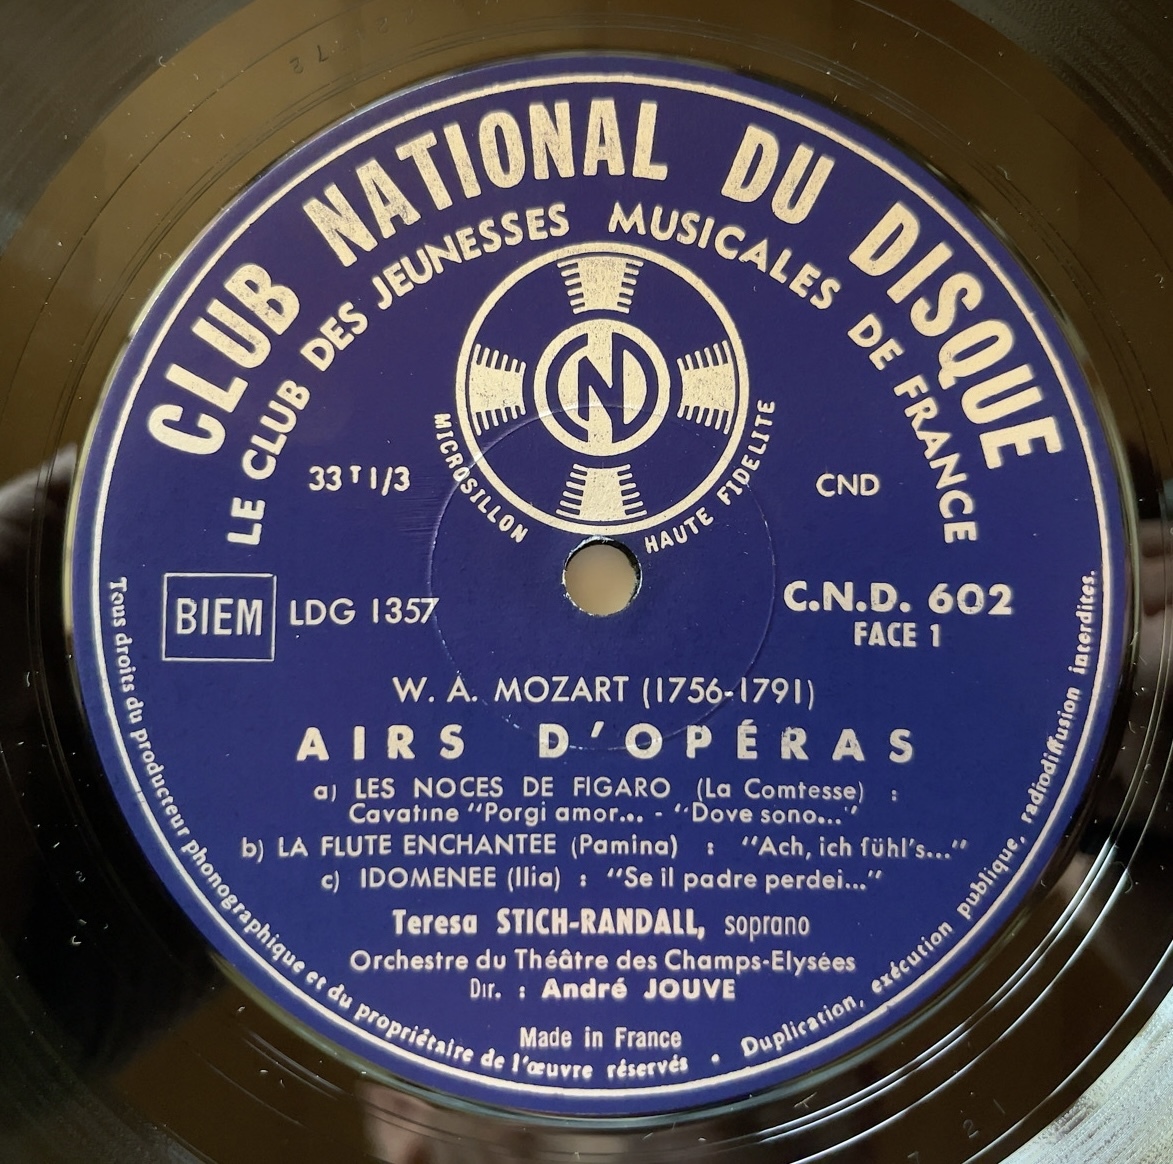 CLUB NATIONAL DU DISQUE
LE CLUB DES JEUNESSES MUSICALES DE FRANCE
N
MICROSILLON HAUTE FIDELITE
33 T 1/3
CND
BIEM
LDG 1357
C.N.D. 602
FACE 1
W. A. MOZART (1756-1791)
AIRS D'OPÉRAS
a) LES NOCES DE FIGARO (La Comtesse) :
Cavatine "Porgi amor... - "Dove sono..."
b) LA FLUTE ENCHANTEE (Pamina) : "Ach, ich fühl's..."
c) IDOMENEE (Ilia) : "Se il padre perdei..."
Teresa STICH-RANDALL, soprano
Orchestre du Théâtre des Champs-Elysées
Dir. : André JOUVE
Made in France
Tous droits du producteur phonographique et du propriétaire de l'œuvre réservés • Duplication, exécution publique, radiodiffusion interdites.